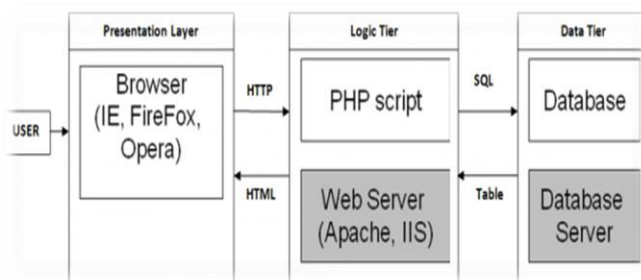 Presentation Layer
Logic Tier
Data Tier
USER
Browser
(IE, FireFox,
Opera)
HTTP
HTML
PHP script
Web Server
(Apache, IIS)
SQL
Table
Database
Database
Server